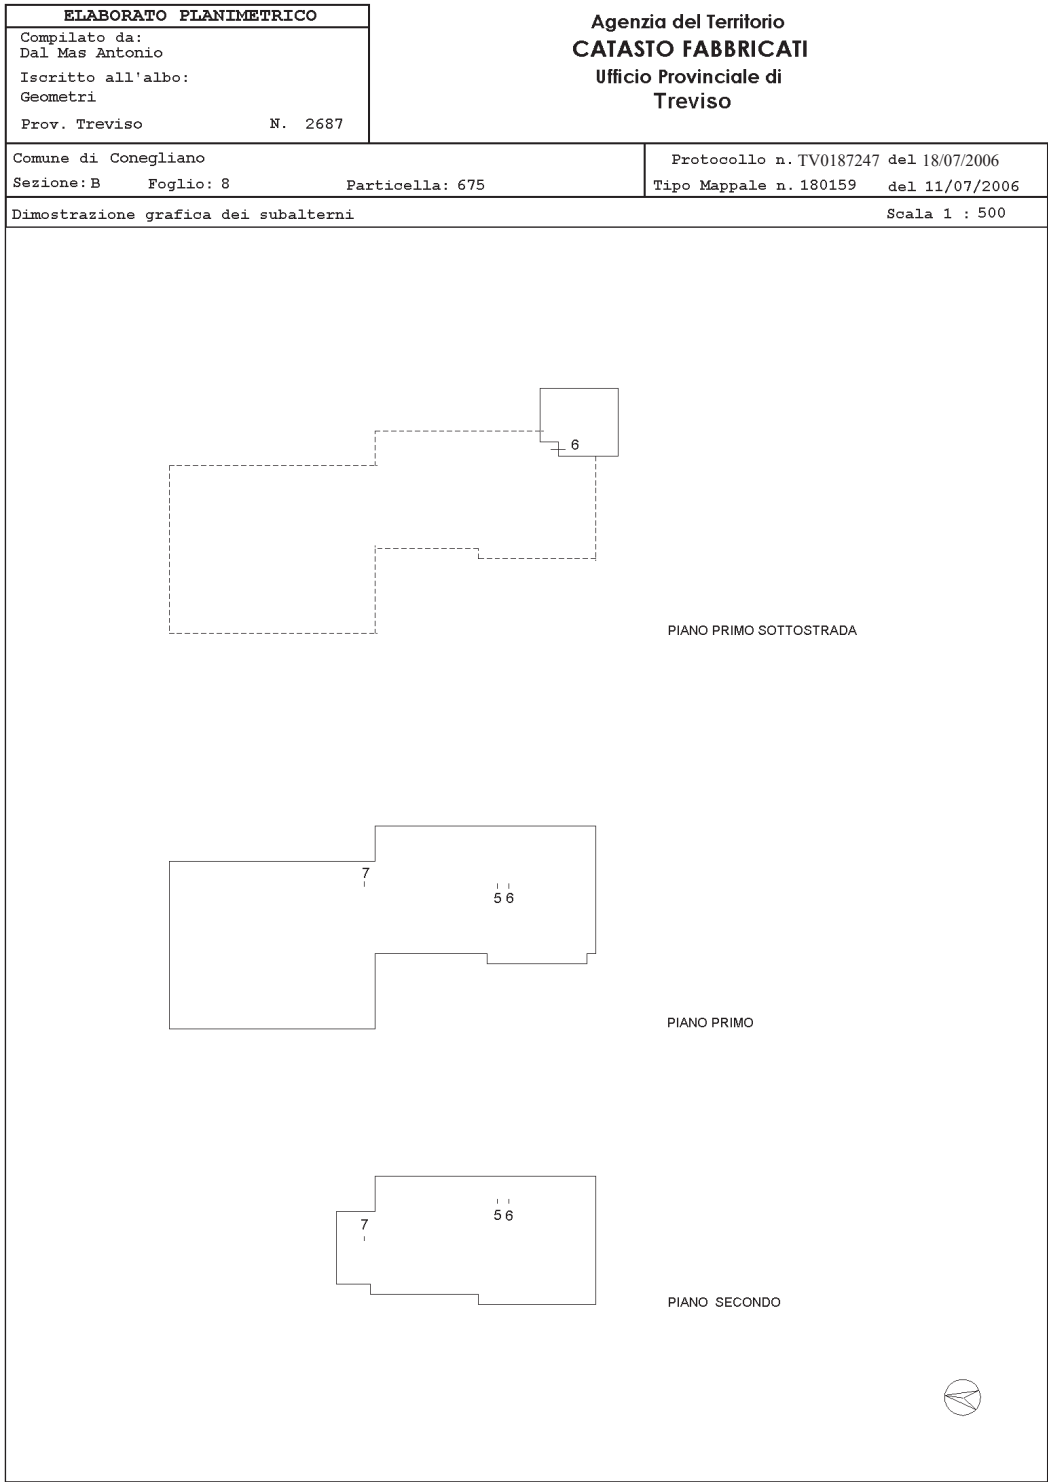 ELABORATO PLANIMETRICO
Compilato da:
Dal Mas Antonio
Iscritto all'albo:
Geometri
Prov. Treviso N. 2687
Agenzia del Territorio
CATASTO FABBRICATI
Ufficio Provinciale di
Treviso
Comune di Conegliano
Sezione: B Foglio: 8 Particella: 675
Protocollo n. TV0187247 del 18/07/2006
Tipo Mappale n. 180159 del 11/07/2006
Dimostrazione grafica dei subalterni Scala 1 : 500
6
PIANO PRIMO SOTTOSTRADA
7
5 6
PIANO PRIMO
7
5 6
PIANO SECONDO